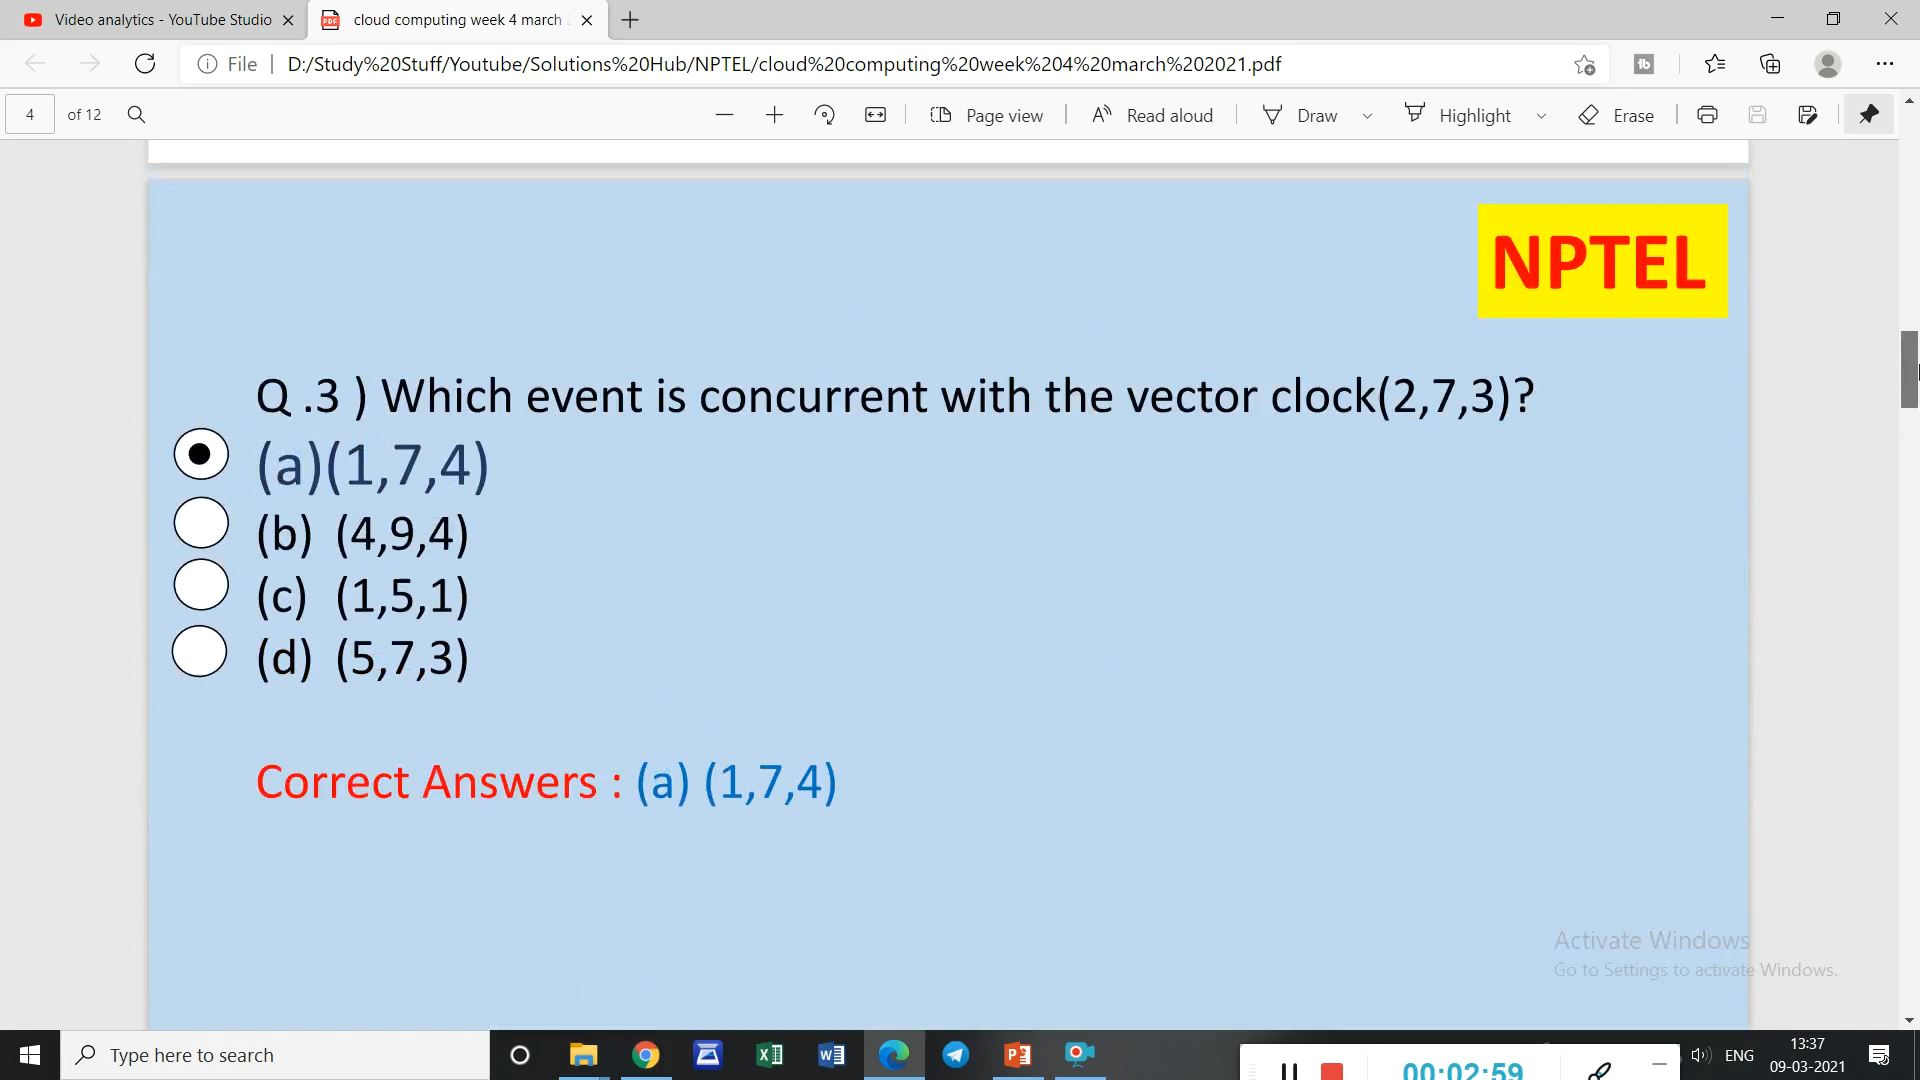 Video analytics - YouTube Studio
cloud computing week 4 march
File
D:/Study%20Stuff/Youtube/Solutions%20Hub/NPTEL/cloud%20computing%20week%204%20march%202021.pdf
4 of 12
Page view
Read aloud
Draw
Highlight
Erase
NPTEL
Q .3 ) Which event is concurrent with the vector clock(2,7,3)?
(a)(1,7,4)
(b) (4,9,4)
(c) (1,5,1)
(d) (5,7,3)
Correct Answers : (a) (1,7,4)
Activate Windows
Go to Settings to activate Windows.
Type here to search
00:02:59
ENG
13:37
09-03-2021